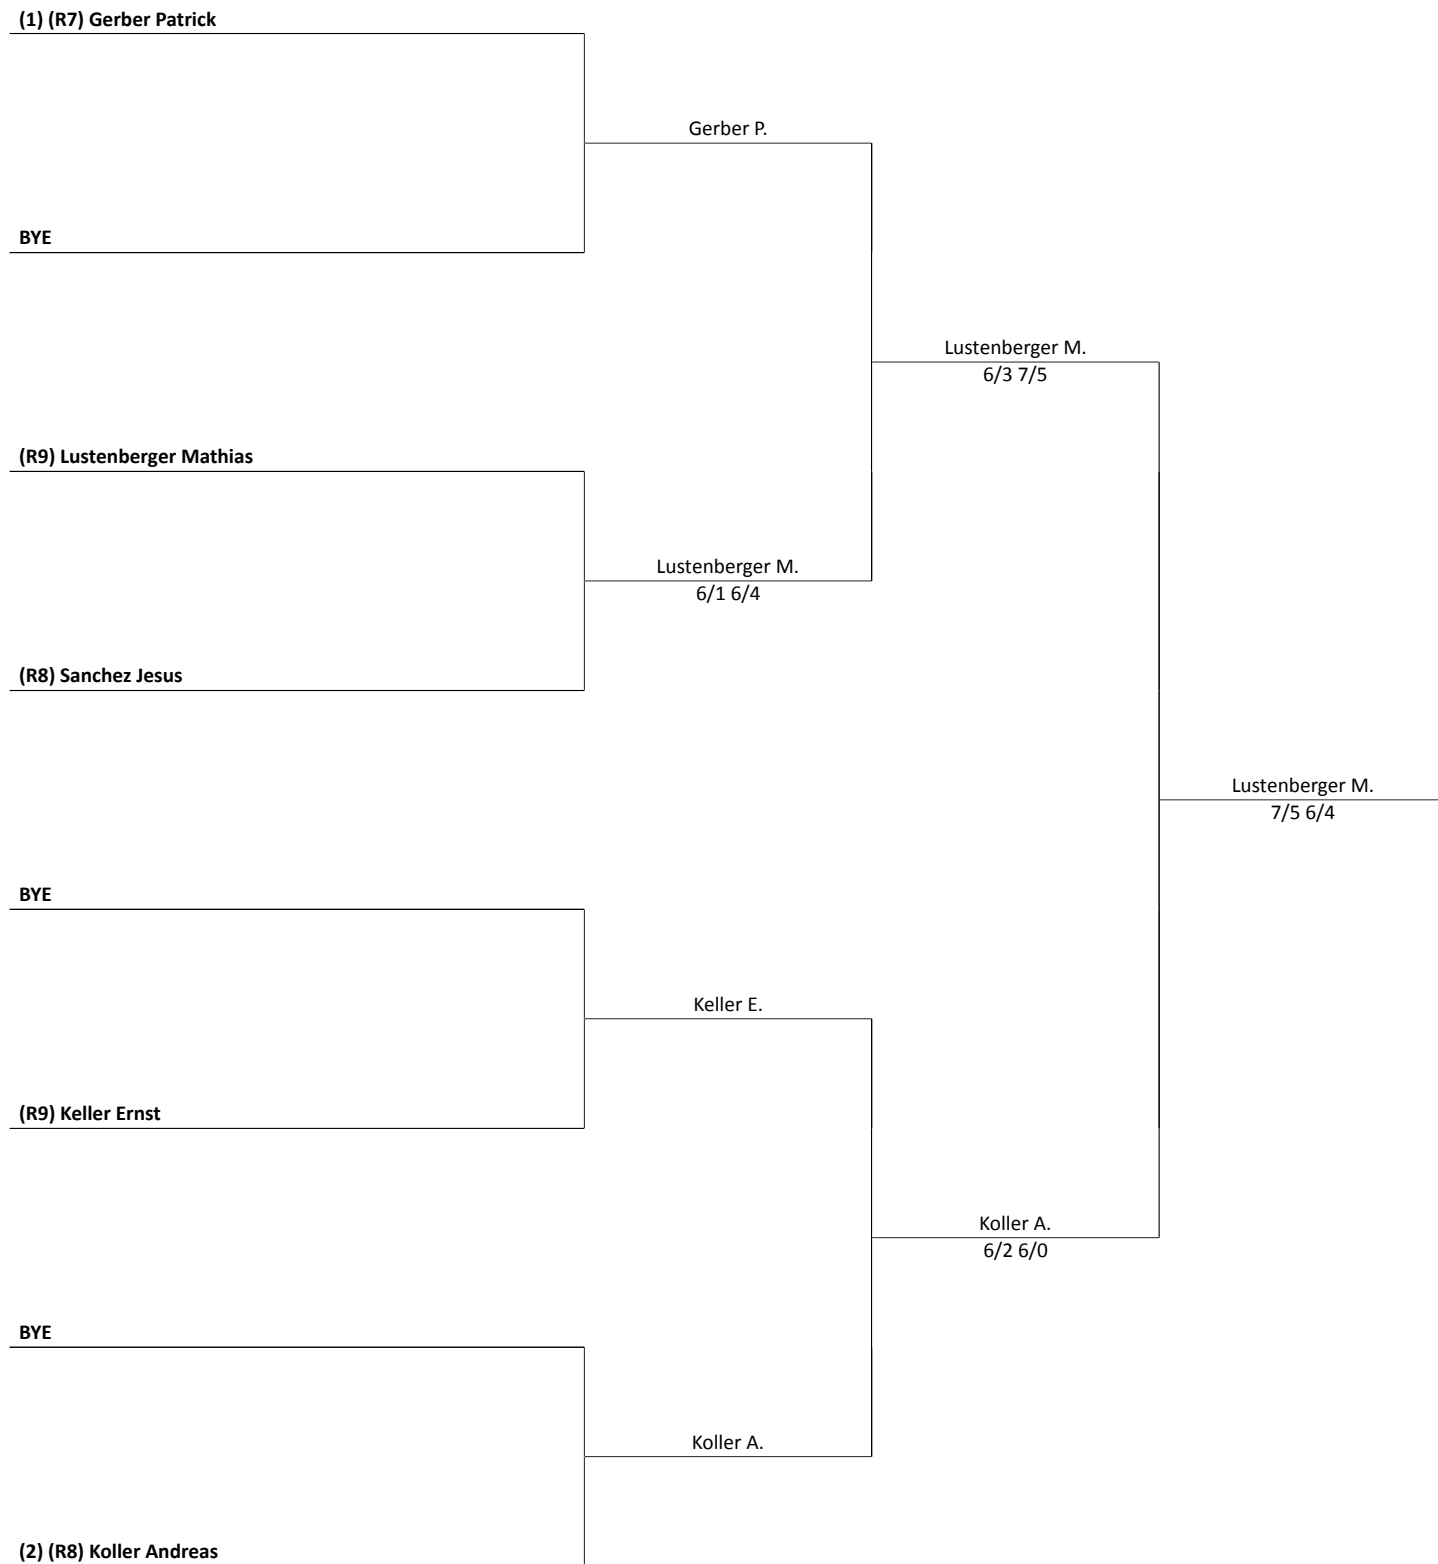 (1) (R7) Gerber Patrick
Gerber P.
BYE
Lustenberger M.
6/3 7/5
(R9) Lustenberger Mathias
Lustenberger M.
6/1 6/4
(R8) Sanchez Jesus
Lustenberger M.
7/5 6/4
BYE
Keller E.
(R9) Keller Ernst
Koller A.
6/2 6/0
BYE
Koller A.
(2) (R8) Koller Andreas